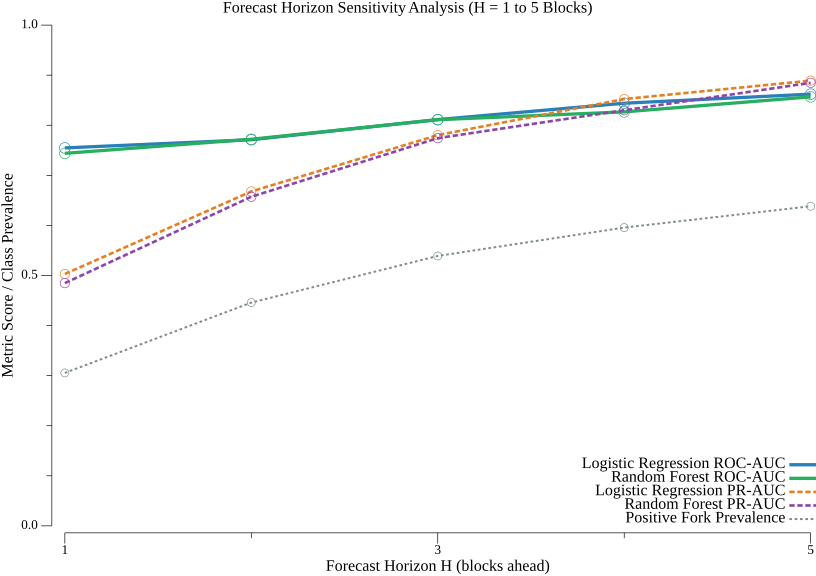 Forecast Horizon Sensitivity Analysis (H = 1 to 5 Blocks)
1.0
0.5
0.0
Metric Score / Class Prevalence
Logistic Regression ROC-AUC
Random Forest ROC-AUC
Logistic Regression PR-AUC
Random Forest PR-AUC
Positive Fork Prevalence
1 3 5
Forecast Horizon H (blocks ahead)